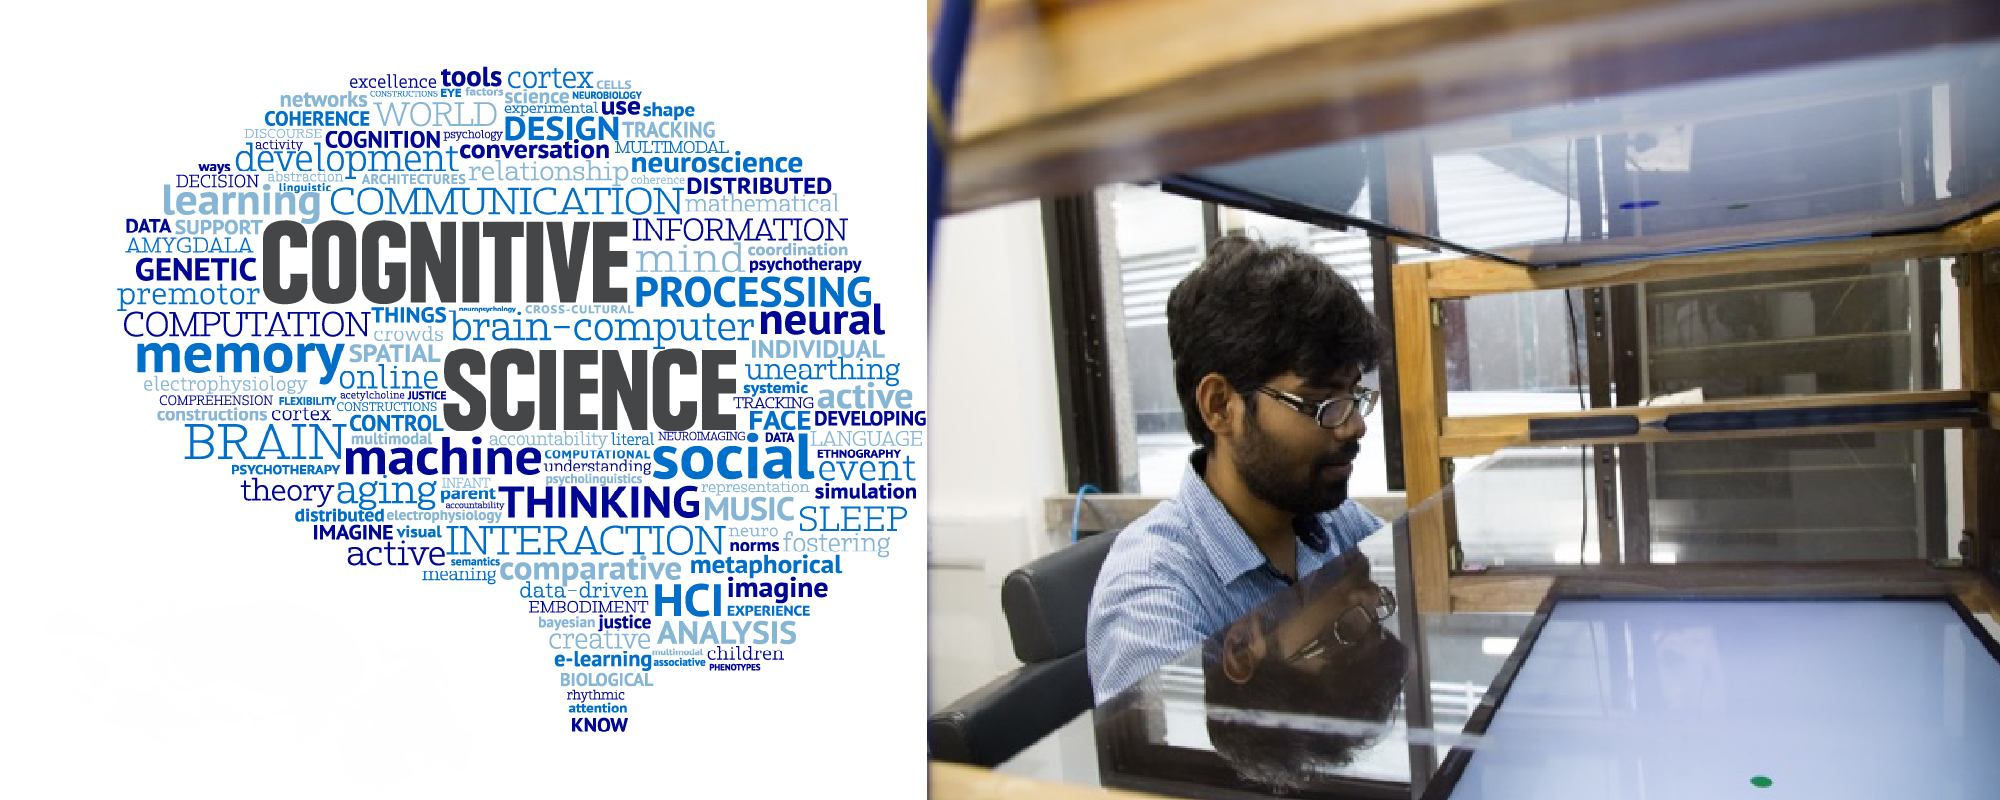 excellence tools cortex CELLS
CONSTRUCTIONS EYE factors
networks science NEUROBIOLOGY
COHERENCE WORLD experimental use shape
DISCOURSE COGNITION psychology DESIGN TRACKING
activity
development conversation MULTIMODAL
ways relationship neuroscience
DECISION abstraction ARCHITECTURES coherence DISTRIBUTED
linguistic
learning COMMUNICATION mathematical
DATA SUPPORT COGNITIVE INFORMATION
AMYGDALA mind coordination
GENETIC psychotherapy
premotor PROCESSING
COMPUTATION THINGS neuropsychology CROSS-CULTURAL
crowds brain-computer neural
memory SPATIAL SCIENCE INDIVIDUAL
online unearthing
electrophysiology systemic
COMPREHENSION FLEXIBILITY acetylcholine JUSTICE TRACKING active
constructions cortex CONSTRUCTIONS
CONTROL FACE DEVELOPING
BRAIN multimodal accountability literal NEUROIMAGING DATA LANGUAGE
machine COMPUTATIONAL social ETHNOGRAPHY
PSYCHOTHERAPY understanding event
psycholinguistics
theory aging INFANT THINKING representation simulation
parent
accountability MUSIC
distributed electrophysiology SLEEP
IMAGINE visual INTERACTION neuro
active norms fostering
semantics
meaning comparative metaphorical
data-driven HCI imagine
EMBODIMENT EXPERIENCE
bayesian justice ANALYSIS
creative
e-learning multimodal children
associative PHENOTYPES
BIOLOGICAL
rhythmic
attention
KNOW